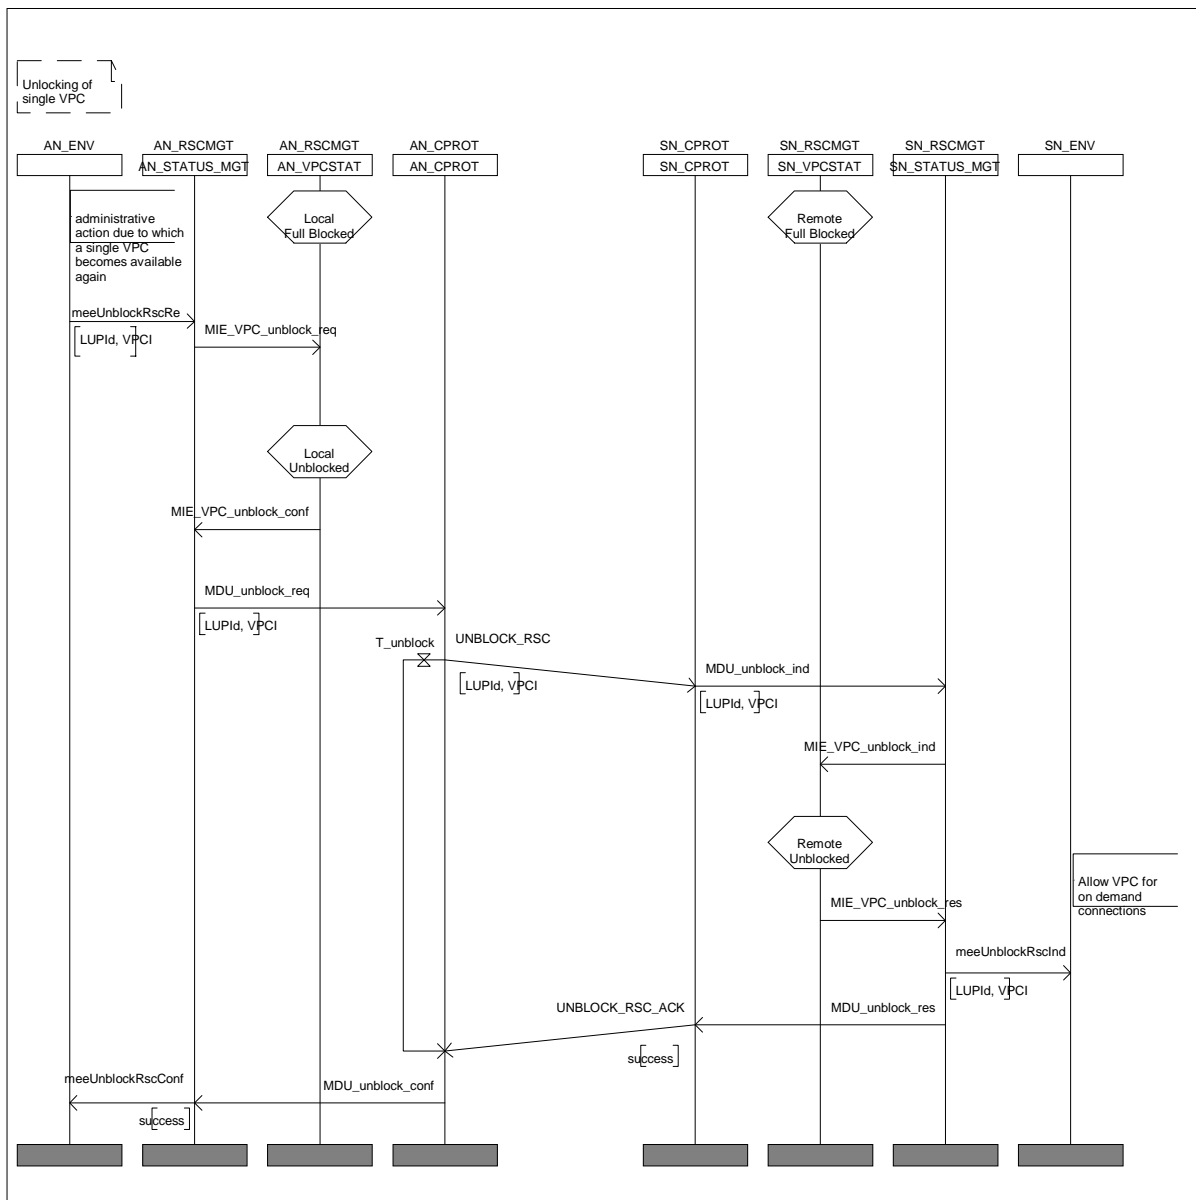 Unlocking of
single VPC
AN_ENV AN_RSCMGT AN_RSCMGT AN_CPROT SN_CPROT SN_RSCMGT SN_RSCMGT SN_ENV
AN_STATUS_MGT AN_VPCSTAT AN_CPROT SN_CPROT SN_VPCSTAT SN_STATUS_MGT
administrative
action due to which
a single VPC
becomes available
again
Local
Full Blocked
Remote
Full Blocked
meeUnblockRscRe
LUPId, VPCI
MIE_VPC_unblock_req
Local
Unblocked
MIE_VPC_unblock_conf
MDU_unblock_req
LUPId, VPCI
T_unblock
UNBLOCK_RSC
LUPId, VPCI
MDU_unblock_ind
LUPId, VPCI
MIE_VPC_unblock_ind
Remote
Unblocked
Allow VPC for
on demand
connections
MIE_VPC_unblock_res
meeUnblockRscInd
LUPId, VPCI
UNBLOCK_RSC_ACK
MDU_unblock_res
success
meeUnblockRscConf
MDU_unblock_conf
success